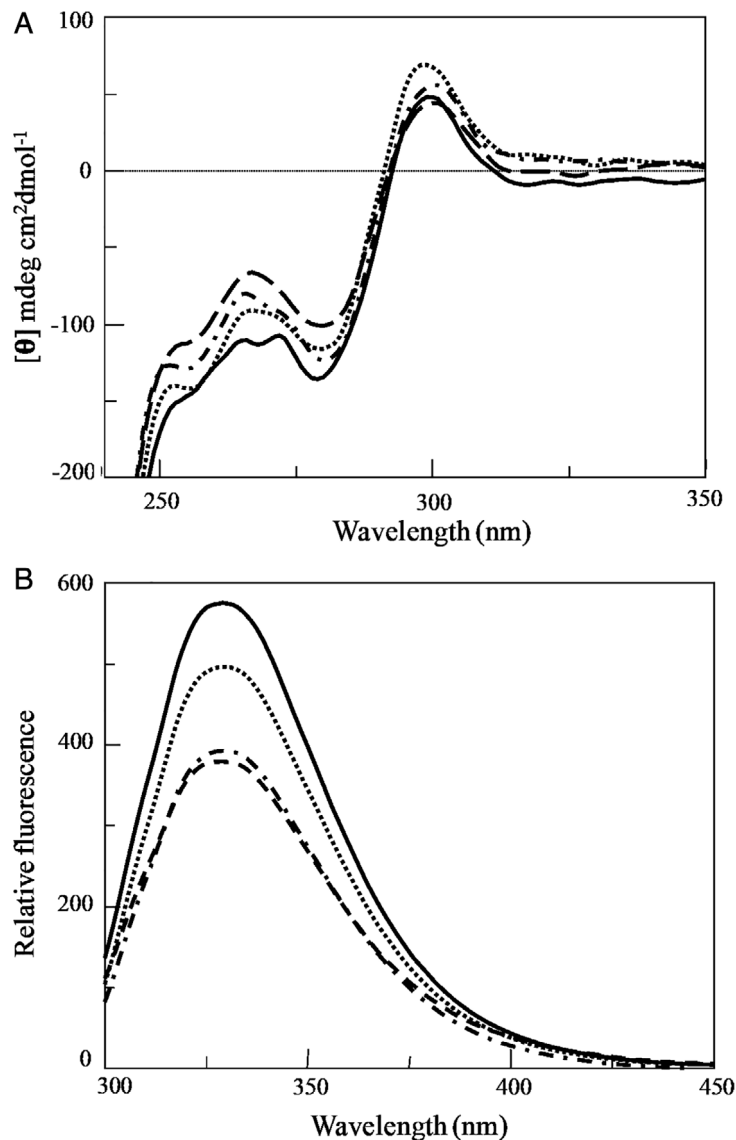 A
100
0
-100
-200
[θ] mdeg cm²dmol⁻¹
250
300
350
Wavelength (nm)
B
600
400
200
0
Relative fluorescence
300
350
400
450
Wavelength (nm)